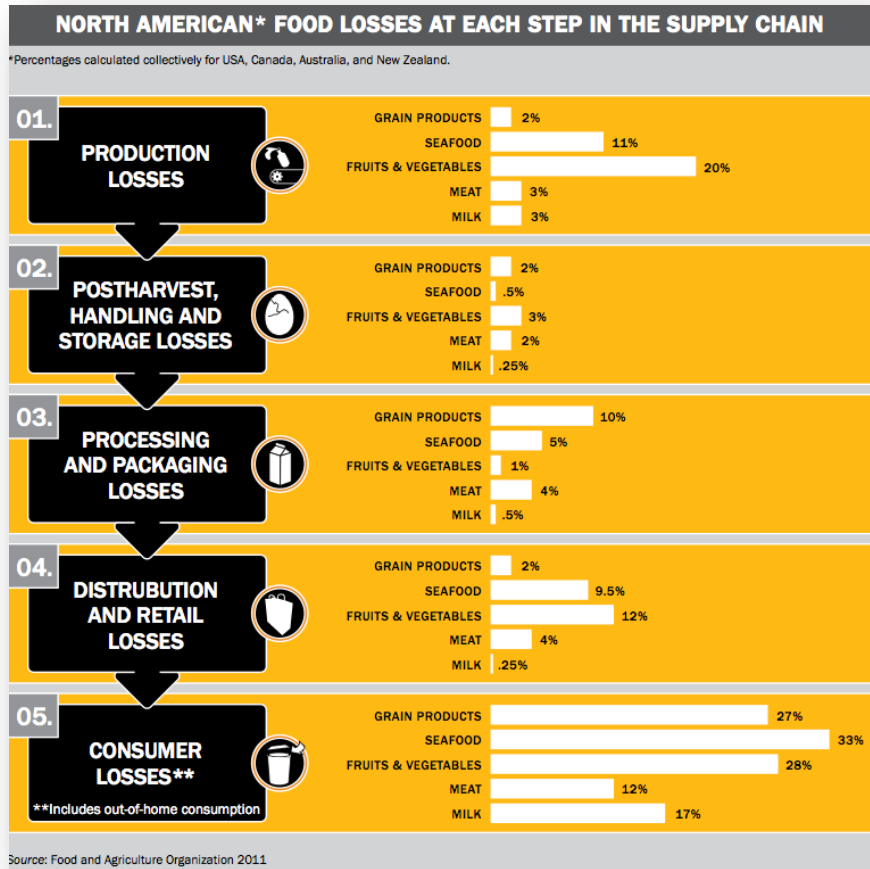 NORTH AMERICAN* FOOD LOSSES AT EACH STEP IN THE SUPPLY CHAIN
*Percentages calculated collectively for USA, Canada, Australia, and New Zealand.
01.
PRODUCTION
LOSSES
GRAIN PRODUCTS 2%
SEAFOOD 11%
FRUITS & VEGETABLES 20%
MEAT 3%
MILK 3%
02.
POSTHARVEST,
HANDLING AND
STORAGE LOSSES
GRAIN PRODUCTS 2%
SEAFOOD .5%
FRUITS & VEGETABLES 3%
MEAT 2%
MILK .25%
03.
PROCESSING
AND PACKAGING
LOSSES
GRAIN PRODUCTS 10%
SEAFOOD 5%
FRUITS & VEGETABLES 1%
MEAT 4%
MILK .5%
04.
DISTRUBUTION
AND RETAIL
LOSSES
GRAIN PRODUCTS 2%
SEAFOOD 9.5%
FRUITS & VEGETABLES 12%
MEAT 4%
MILK .25%
05.
CONSUMER
LOSSES**
**Includes out-of-home consumption
GRAIN PRODUCTS 27%
SEAFOOD 33%
FRUITS & VEGETABLES 28%
MEAT 12%
MILK 17%
Source: Food and Agriculture Organization 2011